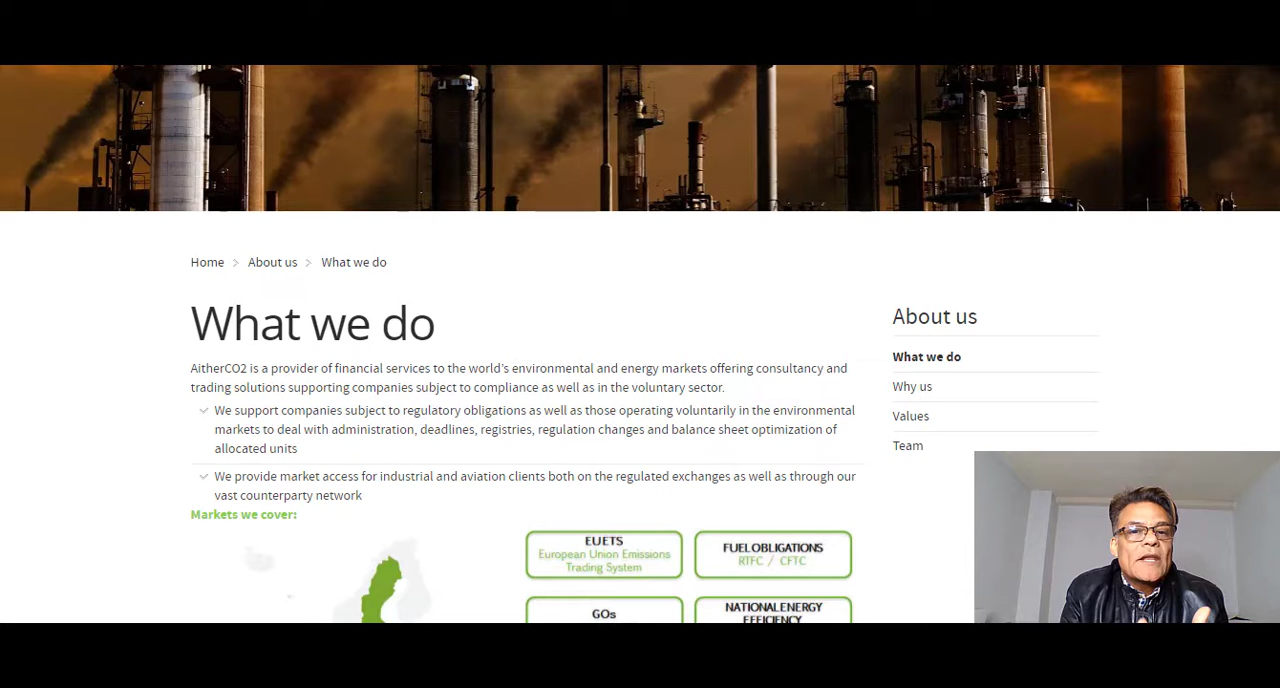 Home > About us > What we do
What we do
AitherCO2 is a provider of financial services to the world's environmental and energy markets offering consultancy and
trading solutions supporting companies subject to compliance as well as in the voluntary sector.
We support companies subject to regulatory obligations as well as those operating voluntarily in the environmental
markets to deal with administration, deadlines, registries, regulation changes and balance sheet optimization of
allocated units
We provide market access for industrial and aviation clients both on the regulated exchanges as well as through our
vast counterparty network
Markets we cover:
EU ETS
European Union Emissions
Trading System
FUEL OBLIGATIONS
RTFC / CFTC
GOs
NATIONAL ENERGY
EFFICIENCY
About us
What we do
Why us
Values
Team